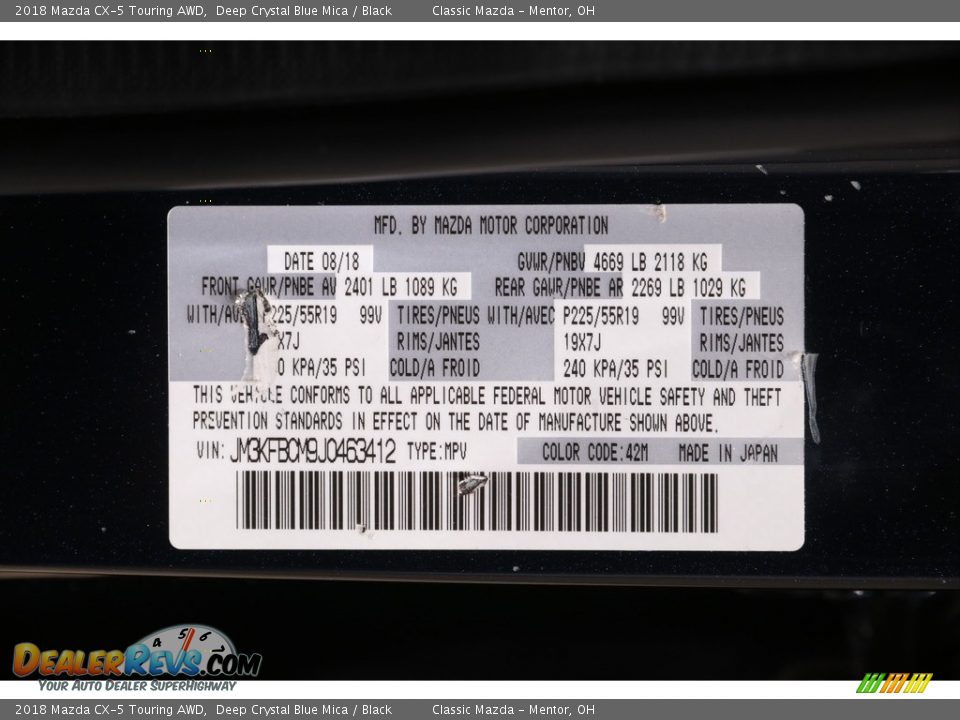 2018 Mazda CX-5 Touring AWD, Deep Crystal Blue Mica / Black Classic Mazda - Mentor, OH
MFD. BY MAZDA MOTOR CORPORATION
DATE 08/18 GVWR/PNBV 4669 LB 2118 KG
FRONT GAWR/PNBE AV 2401 LB 1089 KG REAR GAWR/PNBE AR 2269 LB 1029 KG
225/55R19 99V TIRES/PNEUS WITH/AVEC P225/55R19 99V TIRES/PNEUS
X7J RIMS/JANTES 19X7J RIMS/JANTES
0 KPA/35 PSI COLD/A FROID 240 KPA/35 PSI COLD/A FROID
THIS VEHICLE CONFORMS TO ALL APPLICABLE FEDERAL MOTOR VEHICLE SAFETY AND THEFT
PREVENTION STANDARDS IN EFFECT ON THE DATE OF MANUFACTURE SHOWN ABOVE.
VIN: JM3KFBCM9J0463412 TYPE:MPV COLOR CODE:42M MADE IN JAPAN
4 5 6
DEALERREVS.COM
YOUR AUTO DEALER SUPERHIGHWAY
2018 Mazda CX-5 Touring AWD, Deep Crystal Blue Mica / Black Classic Mazda - Mentor, OH